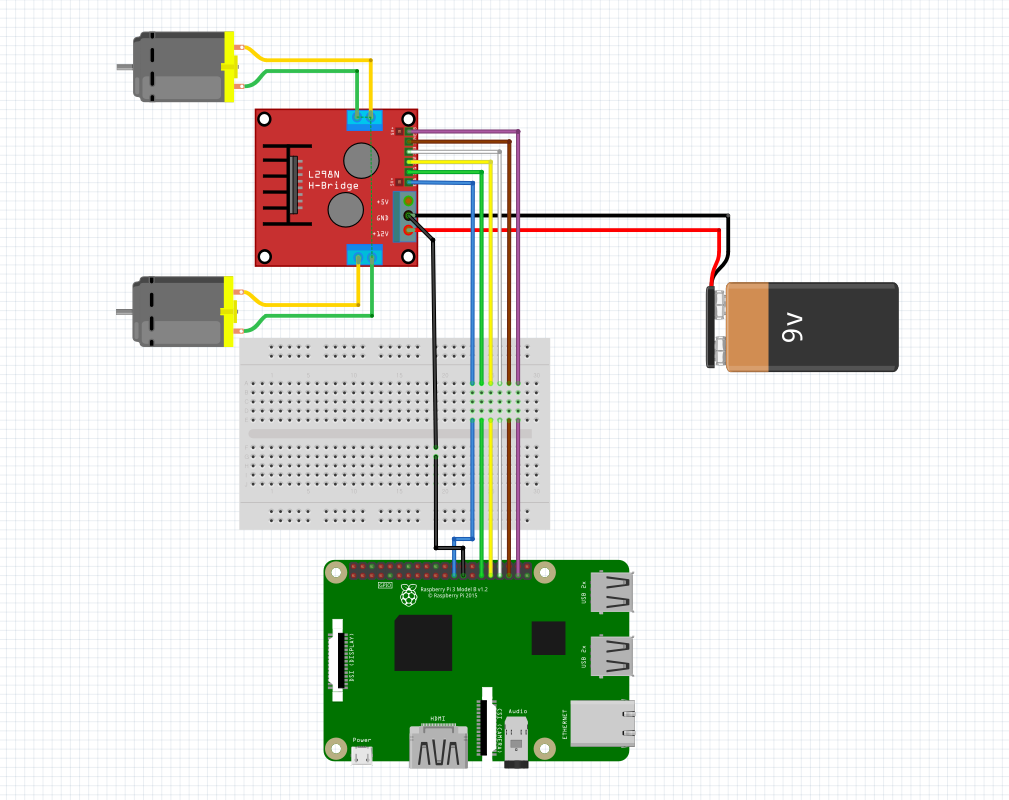 L298N
H-Bridge
+5V
GND
+12V
9v
GPIO
Raspberry Pi 3 Model B v1.2
© Raspberry Pi 2015
DSI (DISPLAY)
USB 2x
USB 2x
ETHERNET
Audio
CSI (CAMERA)
HDMI
Power